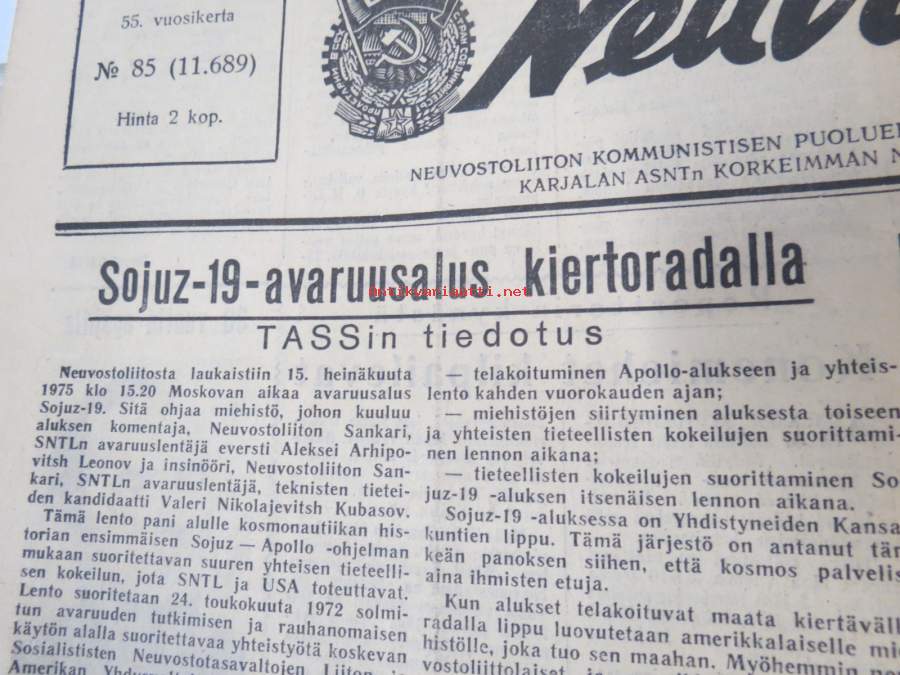 55. vuosikerta
№ 85 (11.689)
Hinta 2 kop.
NEUVOSTOLIITON KOMMUNISTISEN
KARJALAN ASNTn KORKEIMMAN
Sojuz-19-avaruusalus kiertoradalla
antikvariaatti.net
TASSin tiedotus
Neuvostoliitosta laukaistiin 15. heinäkuuta
1975 klo 15.20 Moskovan aikaa avaruusalus
Sojuz-19. Sitä ohjaa miehistö, johon kuuluu
aluksen komentaja, Neuvostoliiton Sankari,
SNTLn avaruuslentäjä eversti Aleksei Arhipo-
vitsh Leonov ja insinööri, Neuvostoliiton San-
kari, SNTLn avaruuslentäjä, teknisten tietei-
den kandidaatti Valeri Nikolajevitsh Kubasov.
Tämä lento pani alulle kosmonautiikan his-
torian ensimmäisen Sojuz — Apollo -ohjelman
mukaan suoritettavan suuren yhteisen tieteelli-
sen kokeilun, jota SNTL ja USA toteuttavat.
Lento suoritetaan 24. toukokuuta 1972 solmi-
tun avaruuden tutkimisen ja rauhanomaisen
käytön alalla suoritettavaa yhteistyötä koskevan
Sosialististen Neuvostotasavaltojen Liiton ja
Amerikan
— telakoituminen Apollo-alukseen ja yhteis-
lento kahden vuorokauden ajan;
— miehistöjen siirtyminen aluksesta toiseen
ja yhteisten tieteellisten kokeilujen suorittami-
nen lennon aikana;
— tieteellisten kokeilujen suorittaminen So
juz-19 -aluksen itsenäisen lennon aikana.
Sojuz-19 -aluksessa on Yhdistyneiden Kansa
kuntien lippu. Tämä järjestö on antanut tär
keän panoksen siihen, että kosmos palvelis
aina ihmisten etuja.
Kun alukset telakoituvat maata kiertäväll
radalla lippu luovutetaan amerikkalaiselle mie
histölle, joka tuo sen maahan. Myöhemmin
vostoliittolaiset